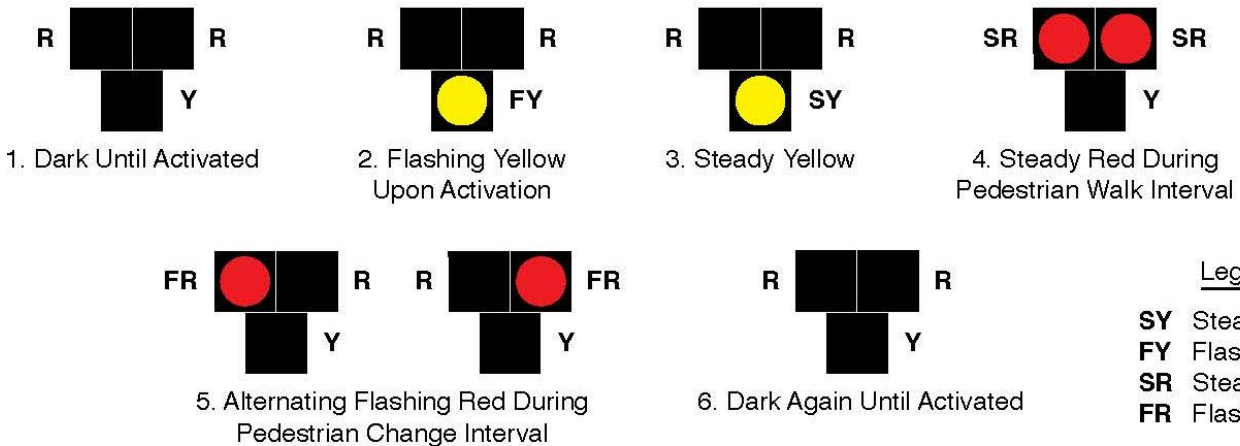 R R
Y
1. Dark Until Activated
R R
FY
2. Flashing Yellow
Upon Activation
R R
SY
3. Steady Yellow
SR SR
Y
4. Steady Red During
Pedestrian Walk Interval
FR R R FR
Y Y
5. Alternating Flashing Red During
Pedestrian Change Interval
R R
Y
6. Dark Again Until Activated
SY
FY
SR
FR